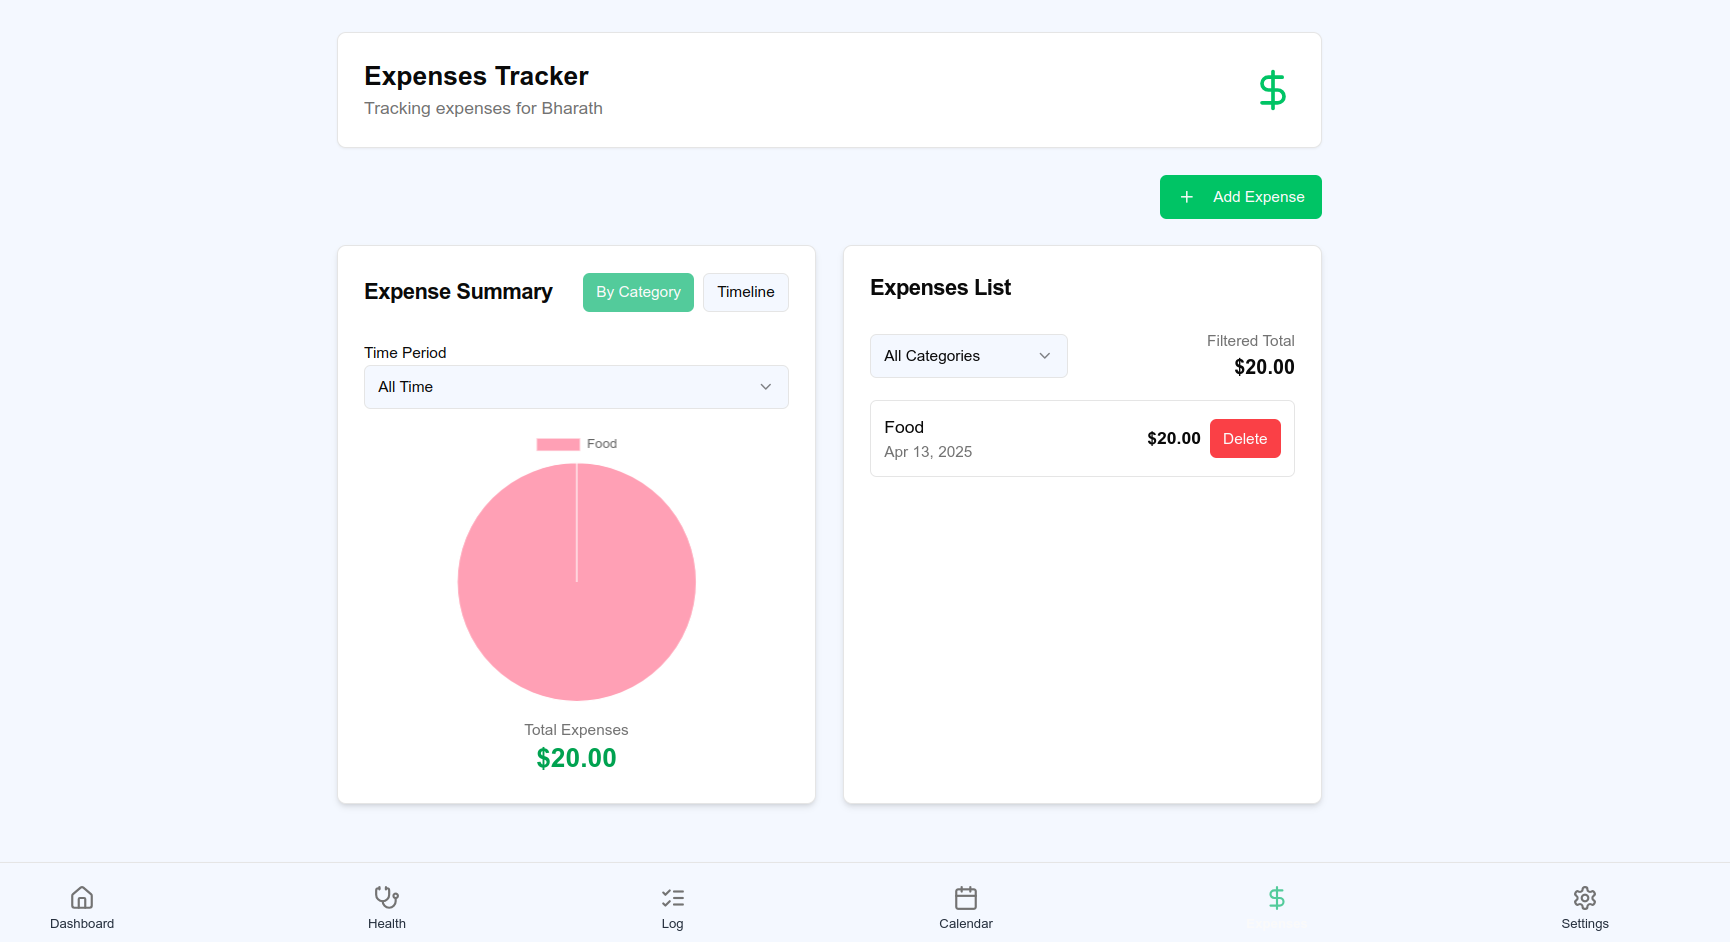 Expenses Tracker
Tracking expenses for Bharath
Add Expense
Expense Summary
By Category
Timeline
Time Period
All Time
Food
Total Expenses
$20.00
Expenses List
All Categories
Filtered Total
$20.00
Food
Apr 13, 2025
$20.00
Delete
Dashboard
Health
Log
Calendar
Settings